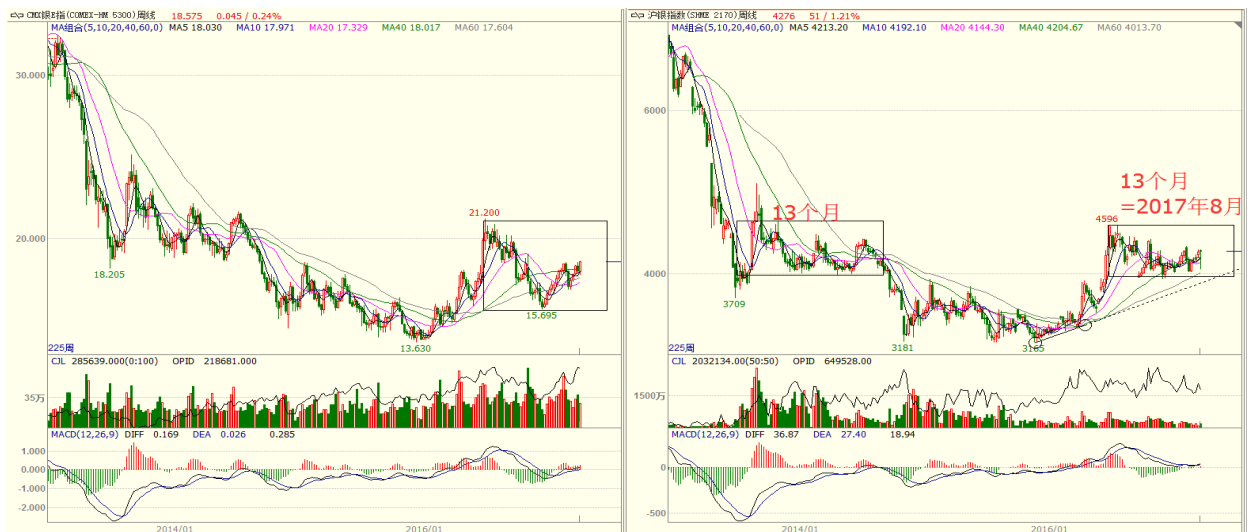 CMX银E指(COMEX-HM 5300)周线 18.575 0.045 / 0.24%
MA组合(5,10,20,40,60,0) MA5 18.030 MA10 17.971 MA20 17.329 MA40 18.017 MA60 17.604
30.000
20.000
21.200
18.205
15.695
13.630
225周
CJL 285639.000(0:100) OPID 218681.000
35万
MACD(12,26,9) DIFF 0.169 DEA 0.026 0.285
1.000
0.000
-1.000
-2.000
2014/01 2016/01
沪银指数(SHME 2170)周线 4276 51 / 1.21%
MA组合(5,10,20,40,60,0) MA5 4213.20 MA10 4192.10 MA20 4144.30 MA40 4204.67 MA60 4013.70
6000
4000
13个月
13个月
=2017年8月
4596
3709
3181
3165
225周
CJL 2032134.00(50:50) OPID 649528.00
1500万
MACD(12,26,9) DIFF 36.87 DEA 27.40 18.94
0
-500
2014/01 2016/01